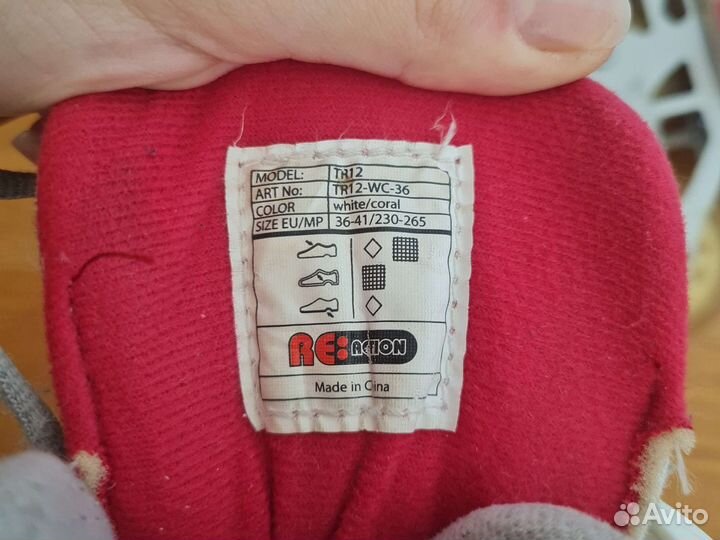 MODEL: TR12
ART No: TR12-WC-36
COLOR white/coral
SIZE EU/MP 36-41/230-265
RE:ACTION
Made in China
Avito